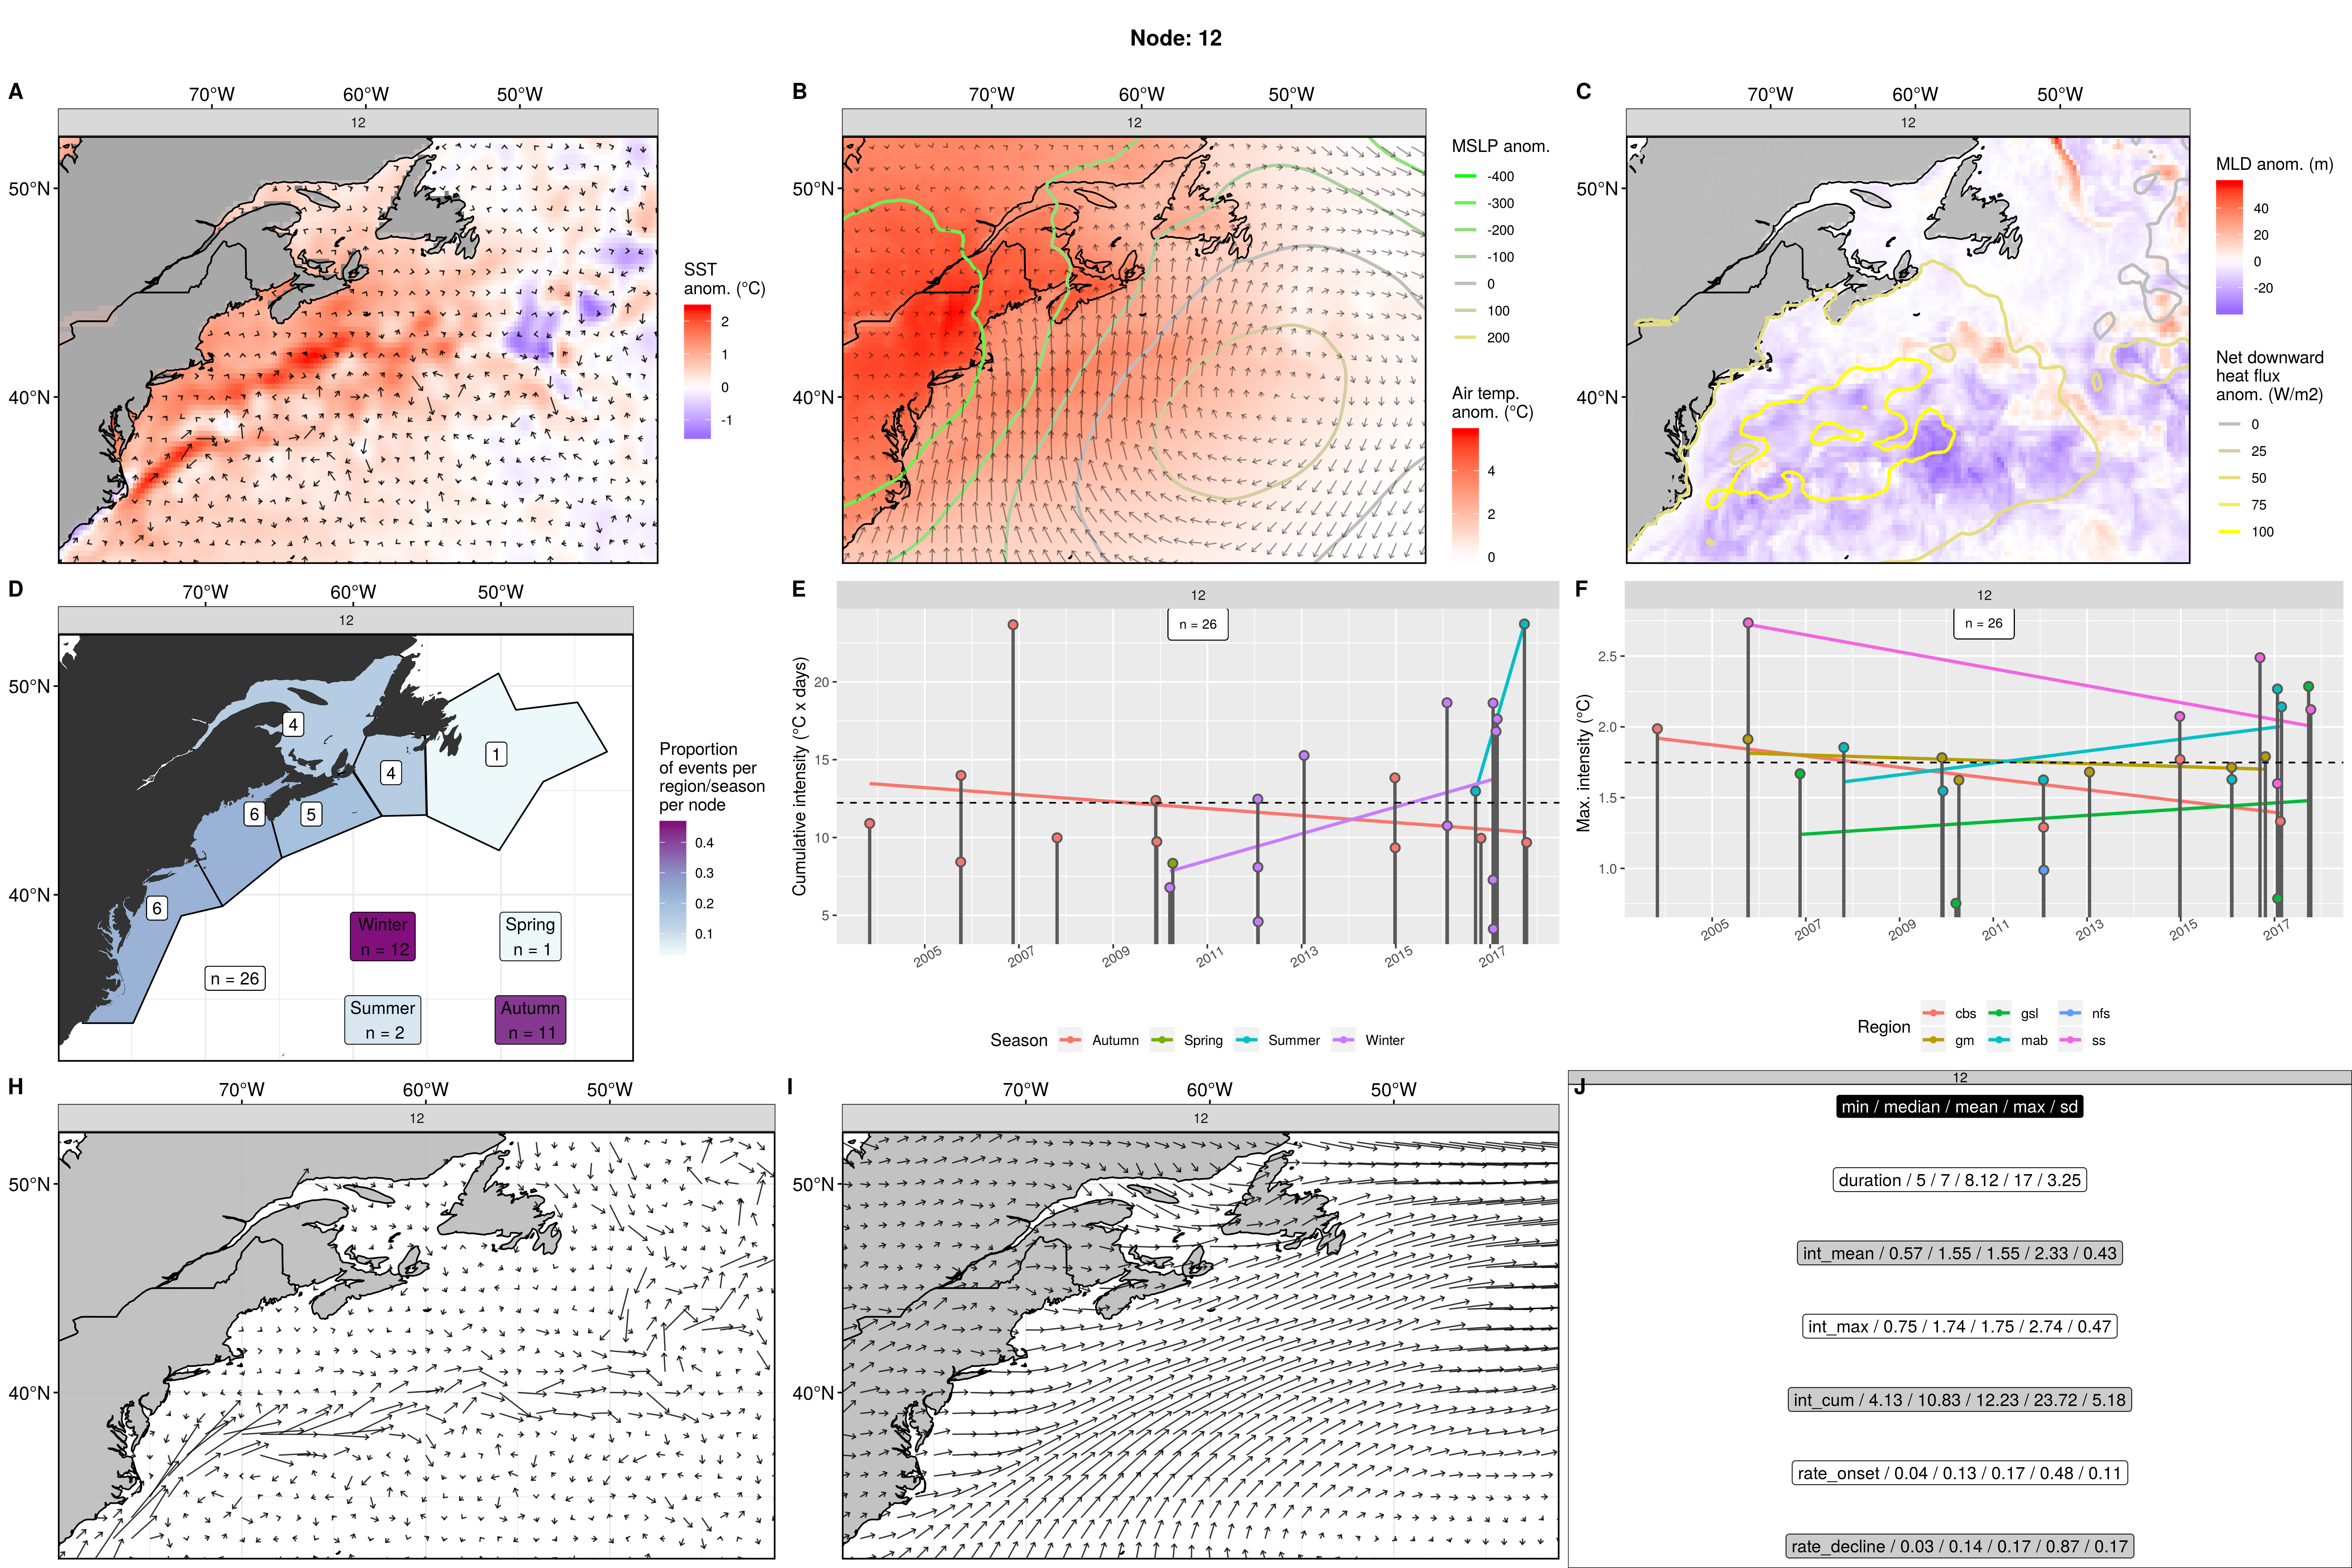 Node: 12
A
70°W 60°W 50°W
12
50°N
40°N
SST
anom. (°C)
2
1
0
-1
B
70°W 60°W 50°W
12
50°N
40°N
MSLP anom.
-400
-300
-200
-100
0
100
200
Air temp.
anom. (°C)
4
2
0
C
70°W 60°W 50°W
12
50°N
40°N
MLD anom. (m)
40
20
0
-20
Net downward
heat flux
anom. (W/m2)
0
25
50
75
100
D
70°W 60°W 50°W
12
50°N
40°N
4
1
4
6
5
6
n = 26
Winter
n = 12
Spring
n = 1
Summer
n = 2
Autumn
n = 11
Proportion
of events per
region/season
per node
0.4
0.3
0.2
0.1
E
12
n = 26
Cumulative intensity (°C x days)
20
15
10
5
2005 2007 2009 2011 2013 2015 2017
Season Autumn Spring Summer Winter
F
12
n = 26
Max. intensity (°C)
2.5
2.0
1.5
1.0
2005 2007 2009 2011 2013 2015 2017
Region cbs gsl nfs
gm mab ss
H
70°W 60°W 50°W
12
50°N
40°N
I
70°W 60°W 50°W
12
50°N
40°N
J
12
min / median / mean / max / sd
duration / 5 / 7 / 8.12 / 17 / 3.25
int_mean / 0.57 / 1.55 / 1.55 / 2.33 / 0.43
int_max / 0.75 / 1.74 / 1.75 / 2.74 / 0.47
int_cum / 4.13 / 10.83 / 12.23 / 23.72 / 5.18
rate_onset / 0.04 / 0.13 / 0.17 / 0.48 / 0.11
rate_decline / 0.03 / 0.14 / 0.17 / 0.87 / 0.17